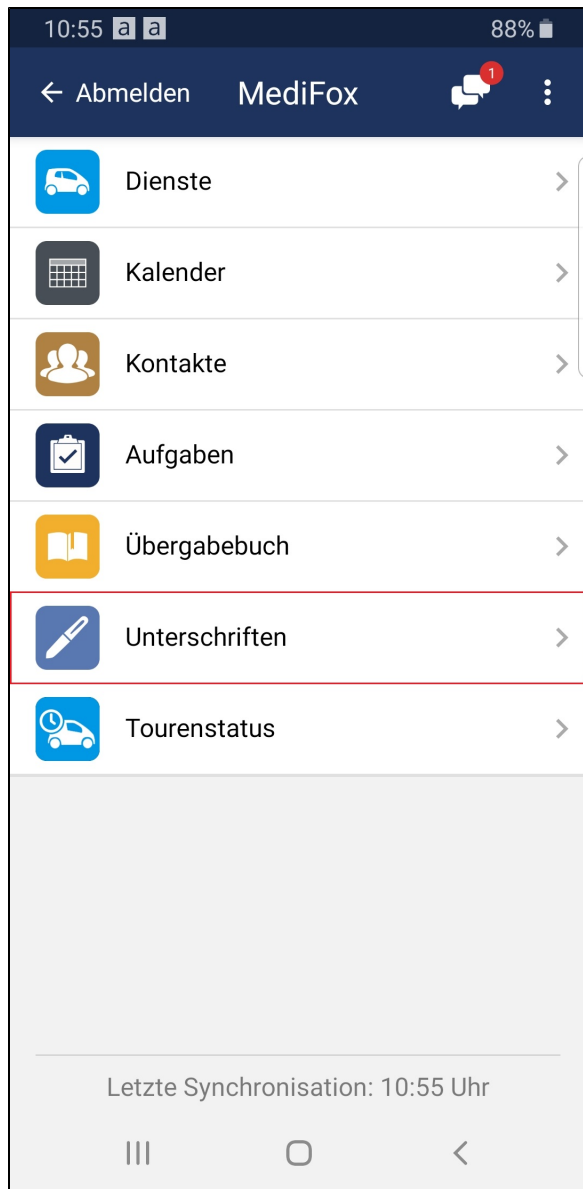 10:55 a a 88%
Abmelden MediFox 1
Dienste
Kalender
Kontakte
Aufgaben
Übergabebuch
Unterschriften
Tourenstatus
Letzte Synchronisation: 10:55 Uhr